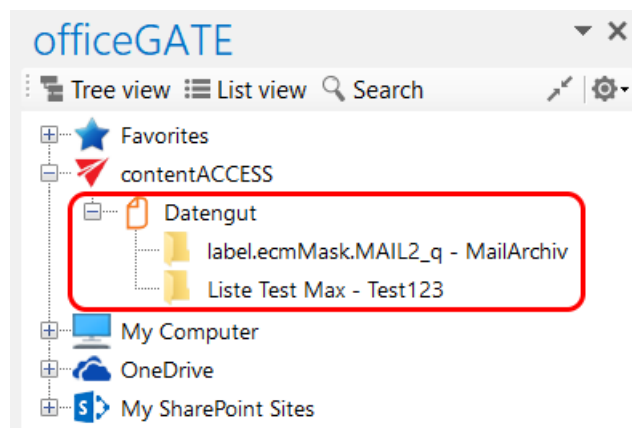 officeGATE
Tree view List view Search
Favorites
contentACCESS
Datengut
label.ecmMask.MAIL2_q - MailArchiv
Liste Test Max - Test123
My Computer
OneDrive
My SharePoint Sites